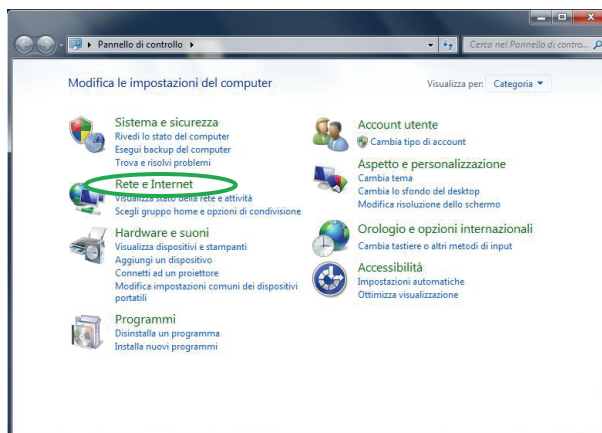 Pannello di controllo
Cerca nel Pannello di contro...
Modifica le impostazioni del computer
Visualizza per: Categoria
Sistema e sicurezza
Rivedi lo stato del computer
Esegui backup del computer
Trova e risolvi problemi
Rete e Internet
Visualizza stato della rete e attività
Scegli gruppo home e opzioni di condivisione
Hardware e suoni
Visualizza dispositivi e stampanti
Aggiungi un dispositivo
Connetti ad un proiettore
Modifica impostazioni comuni dei dispositivi
portatili
Programmi
Disinstalla un programma
Installa nuovi programmi
Account utente
Cambia tipo di account
Aspetto e personalizzazione
Cambia tema
Cambia lo sfondo del desktop
Modifica risoluzione dello schermo
Orologio e opzioni internazionali
Cambia tastiere o altri metodi di input
Accessibilità
Impostazioni automatiche
Ottimizza visualizzazione